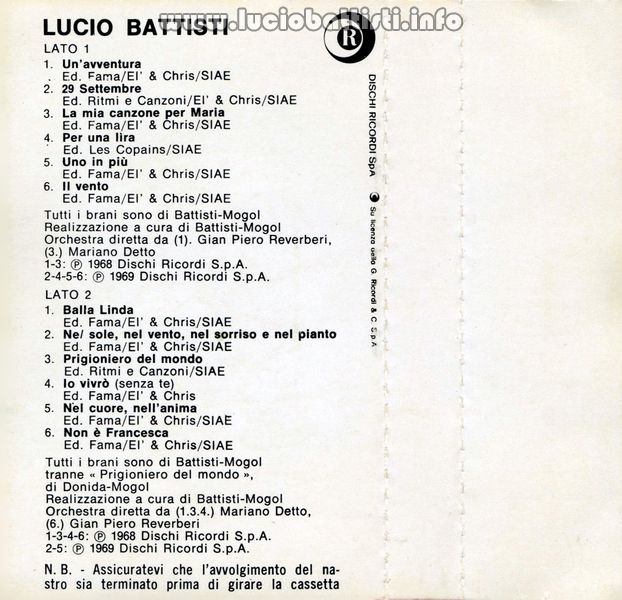 www.luciobattisti.info
LUCIO BATTISTI
R
LATO 1
1. Un'avventura
Ed. Fama/El' & Chris/SIAE
2. 29 Settembre
Ed. Ritmi e Canzoni/El' & Chris/SIAE
3. La mia canzone per Maria
Ed. Fama/El' & Chris/SIAE
4. Per una lira
Ed. Les Copains/SIAE
5. Uno in più
Ed. Fama/El' & Chris/SIAE
6. Il vento
Ed. Fama/El' & Chris/SIAE
Tutti i brani sono di Battisti-Mogol
Realizzazione a cura di Battisti-Mogol
Orchestra diretta da (1). Gian Piero Reverberi,
(3.) Mariano Detto
1-3: ℗ 1968 Dischi Ricordi S.p.A.
2-4-5-6: ℗ 1969 Dischi Ricordi S.p.A.
LATO 2
1. Balla Linda
Ed. Fama/El' & Chris/SIAE
2. Nel sole, nel vento, nel sorriso e nel pianto
Ed. Fama/El' & Chris/SIAE
3. Prigioniero del mondo
Ed. Ritmi e Canzoni/SIAE
4. Io vivrò (senza te)
Ed. Fama/El' & Chris
5. Nel cuore, nell'anima
Ed. Fama/El' & Chris/SIAE
6. Non è Francesca
Ed. Fama/El' & Chris/SIAE
Tutti i brani sono di Battisti-Mogol
tranne « Prigioniero del mondo »,
di Donida-Mogol
Realizzazione a cura di Battisti-Mogol
Orchestra diretta da (1.3.4.) Mariano Detto,
(6.) Gian Piero Reverberi
1-3-4-6: ℗ 1968 Dischi Ricordi S.p.A.
2-5: ℗ 1969 Dischi Ricordi S.p.A.
N. B. - Assicuratevi che l'avvolgimento del na-
stro sia terminato prima di girare la cassetta
DISCHI RICORDI SpA
Su licenza della G. Ricordi & C. S.p.A